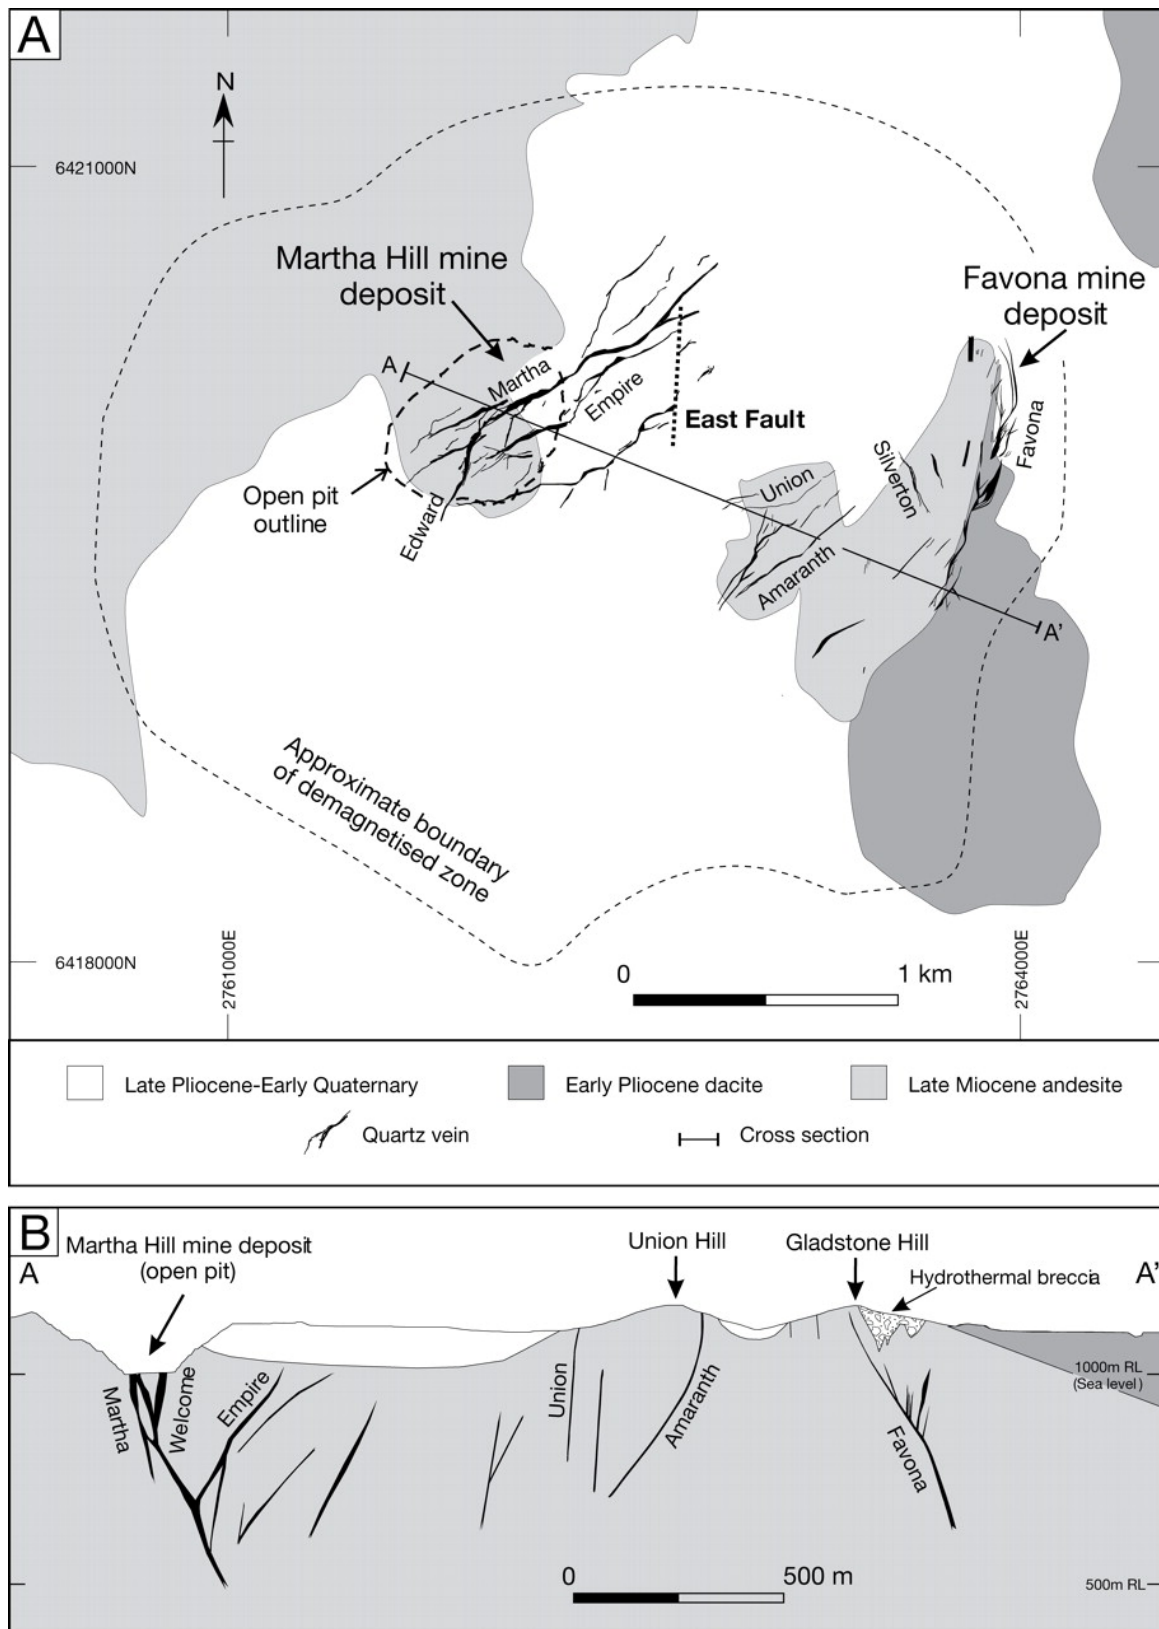 A
N
6421000N
Martha Hill mine
deposit
Favona mine
deposit
A
Martha
Empire
East Fault
Favona
Silverton
Union
Open pit
outline
Edward
Amaranth
A'
Approximate boundary
of demagnetised zone
6418000N
2761000E
2764000E
0 1 km
Late Pliocene-Early Quaternary
Early Pliocene dacite
Late Miocene andesite
Quartz vein
Cross section
B
Martha Hill mine deposit
(open pit)
Union Hill
Gladstone Hill
Hydrothermal breccia
A
A'
1000m RL
(Sea level)
Martha
Welcome
Empire
Union
Amaranth
Favona
0 500 m
500m RL